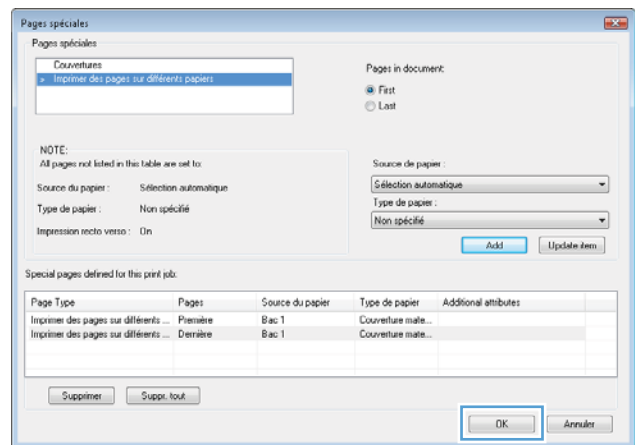 Pages spéciales
Pages spéciales
Couvertures
» Imprimer des pages sur différents papiers
Pages in document:
First
Last
NOTE:
All pages not listed in this table are set to:
Source du papier : Sélection automatique
Type de papier : Non spécifié
Impression recto verso : On
Source de papier :
Sélection automatique
Type de papier :
Non spécifié
Add Update item
Special pages defined for this print job:
Page Type Pages Source du papier Type de papier Additional attributes
Imprimer des pages sur différents ... Première Bac 1 Couverture mate...
Imprimer des pages sur différents ... Dernière Bac 1 Couverture mate...
Supprimer Suppr. tout
OK Annuler